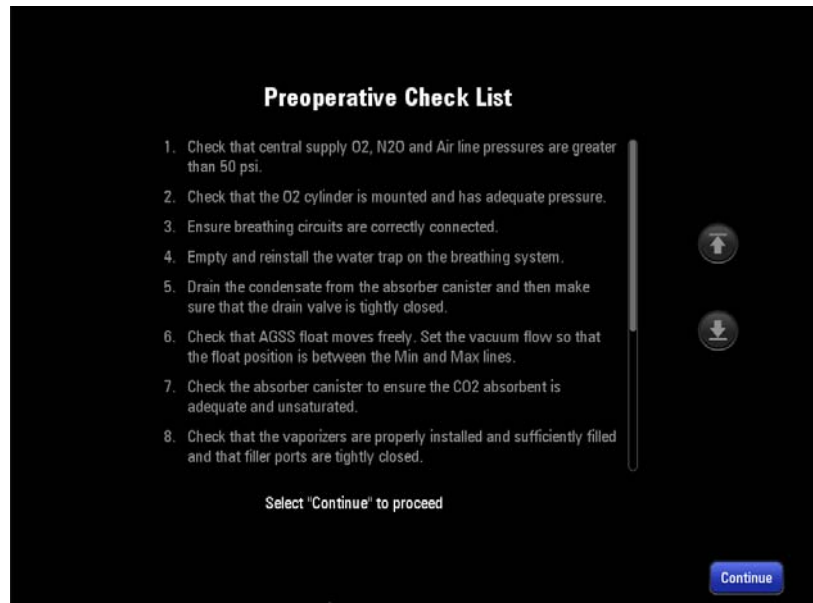 Preoperative Check List
1. Check that central supply O2, N2O and Air line pressures are greater
than 50 psi.
2. Check that the O2 cylinder is mounted and has adequate pressure.
3. Ensure breathing circuits are correctly connected.
4. Empty and reinstall the water trap on the breathing system.
5. Drain the condensate from the absorber canister and then make
sure that the drain valve is tightly closed.
6. Check that AGSS float moves freely. Set the vacuum flow so that
the float position is between the Min and Max lines.
7. Check the absorber canister to ensure the CO2 absorbent is
adequate and unsaturated.
8. Check that the vaporizers are properly installed and sufficiently filled
and that filler ports are tightly closed.
Select "Continue" to proceed
Continue